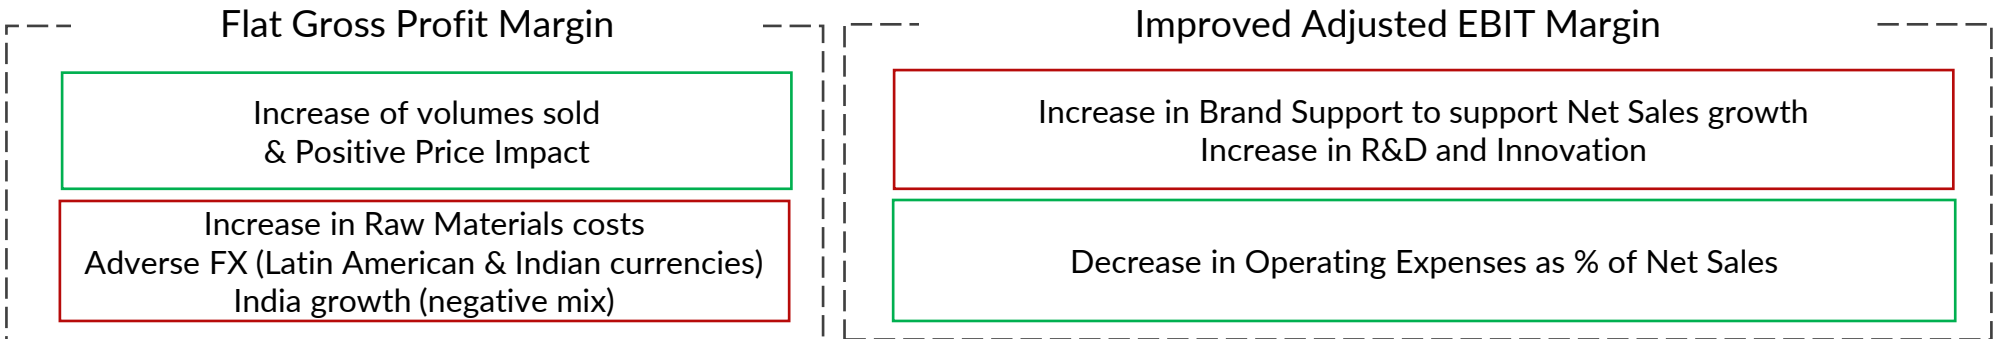 Flat Gross Profit Margin
Increase of volumes sold
& Positive Price Impact
Increase in Raw Materials costs
Adverse FX (Latin American & Indian currencies)
India growth (negative mix)
Improved Adjusted EBIT Margin
Increase in Brand Support to support Net Sales growth
Increase in R&D and Innovation
Decrease in Operating Expenses as % of Net Sales